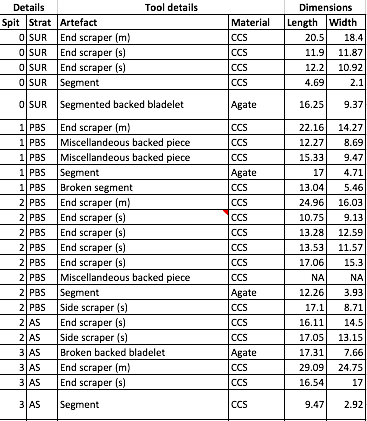 Details Tool details Dimensions
Spit Strat Artefact Material Length Width
0 SUR End scraper (m) CCS 20.5 18.4
0 SUR End scraper (s) CCS 11.9 11.87
0 SUR End scraper (s) CCS 12.2 10.92
0 SUR Segment CCS 4.69 2.1
0 SUR Segmented backed bladelet Agate 16.25 9.37
1 PBS End scraper (m) CCS 22.16 14.27
1 PBS Miscellandeous backed piece CCS 12.27 8.69
1 PBS Miscellandeous backed piece CCS 15.33 9.47
1 PBS Segment Agate 17 4.71
1 PBS Broken segment CCS 13.04 5.46
2 PBS End scraper (m) CCS 24.96 16.03
2 PBS End scraper (s) CCS 10.75 9.13
2 PBS End scraper (s) CCS 13.28 12.59
2 PBS End scraper (s) CCS 13.53 11.57
2 PBS End scraper (s) CCS 17.06 15.3
2 PBS Miscellandeous backed piece CCS NA NA
2 PBS Segment Agate 12.26 3.93
2 PBS Side scraper (s) CCS 17.1 8.71
2 AS End scraper (s) CCS 16.11 14.5
2 AS Side scraper (s) CCS 17.05 13.15
3 AS Broken backed bladelet Agate 17.31 7.66
3 AS End scraper (m) CCS 29.09 24.75
3 AS End scraper (s) CCS 16.54 17
3 AS Segment CCS 9.47 2.92